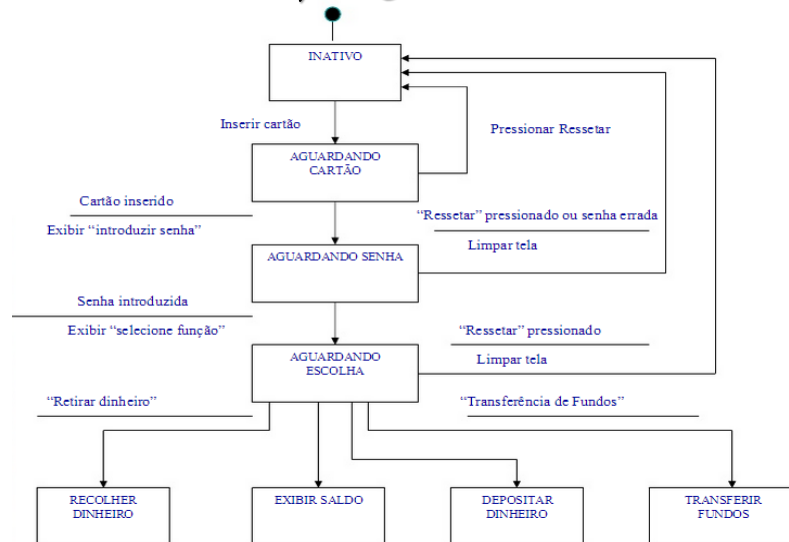 INATIVO
Inserir cartão
Pressionar Ressetar
AGUARDANDO
CARTÃO
Cartão inserido
Exibir “introduzir senha”
“Ressetar” pressionado ou senha errada
Limpar tela
AGUARDANDO SENHA
Senha introduzida
Exibir “selecione função”
“Ressetar” pressionado
Limpar tela
AGUARDANDO
ESCOLHA
“Retirar dinheiro”
“Transferência de Fundos”
RECOLHER
DINHEIRO
EXIBIR SALDO
DEPOSITAR
DINHEIRO
TRANSFERIR
FUNDOS